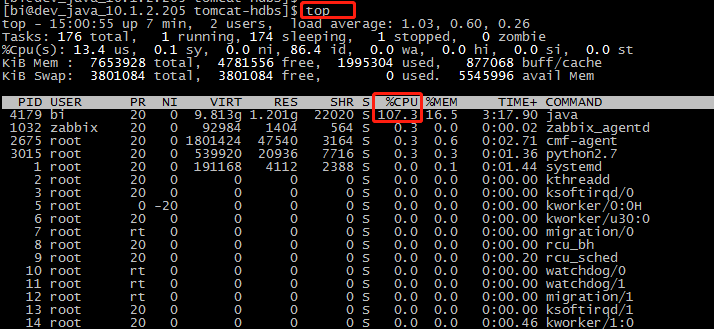 [bi@dev_java_10.1.2.205 tomcat-hdbs]$ top
top - 15:00:55 up 7 min,  2 users,  load average: 1.03, 0.60, 0.26
Tasks: 176 total,   1 running, 174 sleeping,   1 stopped,   0 zombie
%Cpu(s): 13.4 us,  0.1 sy,  0.0 ni, 86.4 id,  0.0 wa,  0.0 hi,  0.0 si,  0.0 st
KiB Mem :  7653928 total,  4781556 free,  1995304 used,   877068 buff/cache
KiB Swap:  3801084 total,  3801084 free,        0 used.  5545996 avail Mem
PID USER      PR  NI    VIRT    RES    SHR S  %CPU %MEM     TIME+ COMMAND
4179 bi        20   0  9.813g 1.201g  22020 S 107.3 16.5   3:17.90 java
1032 zabbix    20   0   92984   1404    564 S   0.3  0.0   0:00.02 zabbix_agentd
2675 root      20   0 1801424  47540   3164 S   0.3  0.6   0:02.71 cmf-agent
3015 root      20   0  539920  20936   7716 S   0.3  0.3   0:01.36 python2.7
1 root      20   0  191168   4112   2388 S   0.0  0.1   0:01.44 systemd
2 root      20   0       0      0      0 S   0.0  0.0   0:00.00 kthreadd
3 root      20   0       0      0      0 S   0.0  0.0   0:00.00 ksoftirqd/0
5 root       0 -20       0      0      0 S   0.0  0.0   0:00.00 kworker/0:0H
6 root      20   0       0      0      0 S   0.0  0.0   0:00.00 kworker/u30:0
7 root      rt   0       0      0      0 S   0.0  0.0   0:00.00 migration/0
8 root      20   0       0      0      0 S   0.0  0.0   0:00.00 rcu_bh
9 root      20   0       0      0      0 S   0.0  0.0   0:00.20 rcu_sched
10 root      rt   0       0      0      0 S   0.0  0.0   0:00.00 watchdog/0
11 root      rt   0       0      0      0 S   0.0  0.0   0:00.00 watchdog/1
12 root      rt   0       0      0      0 S   0.0  0.0   0:00.00 migration/1
13 root      20   0       0      0      0 S   0.0  0.0   0:00.00 ksoftirqd/1
14 root      20   0       0      0      0 S   0.0  0.0   0:00.46 kworker/1:0